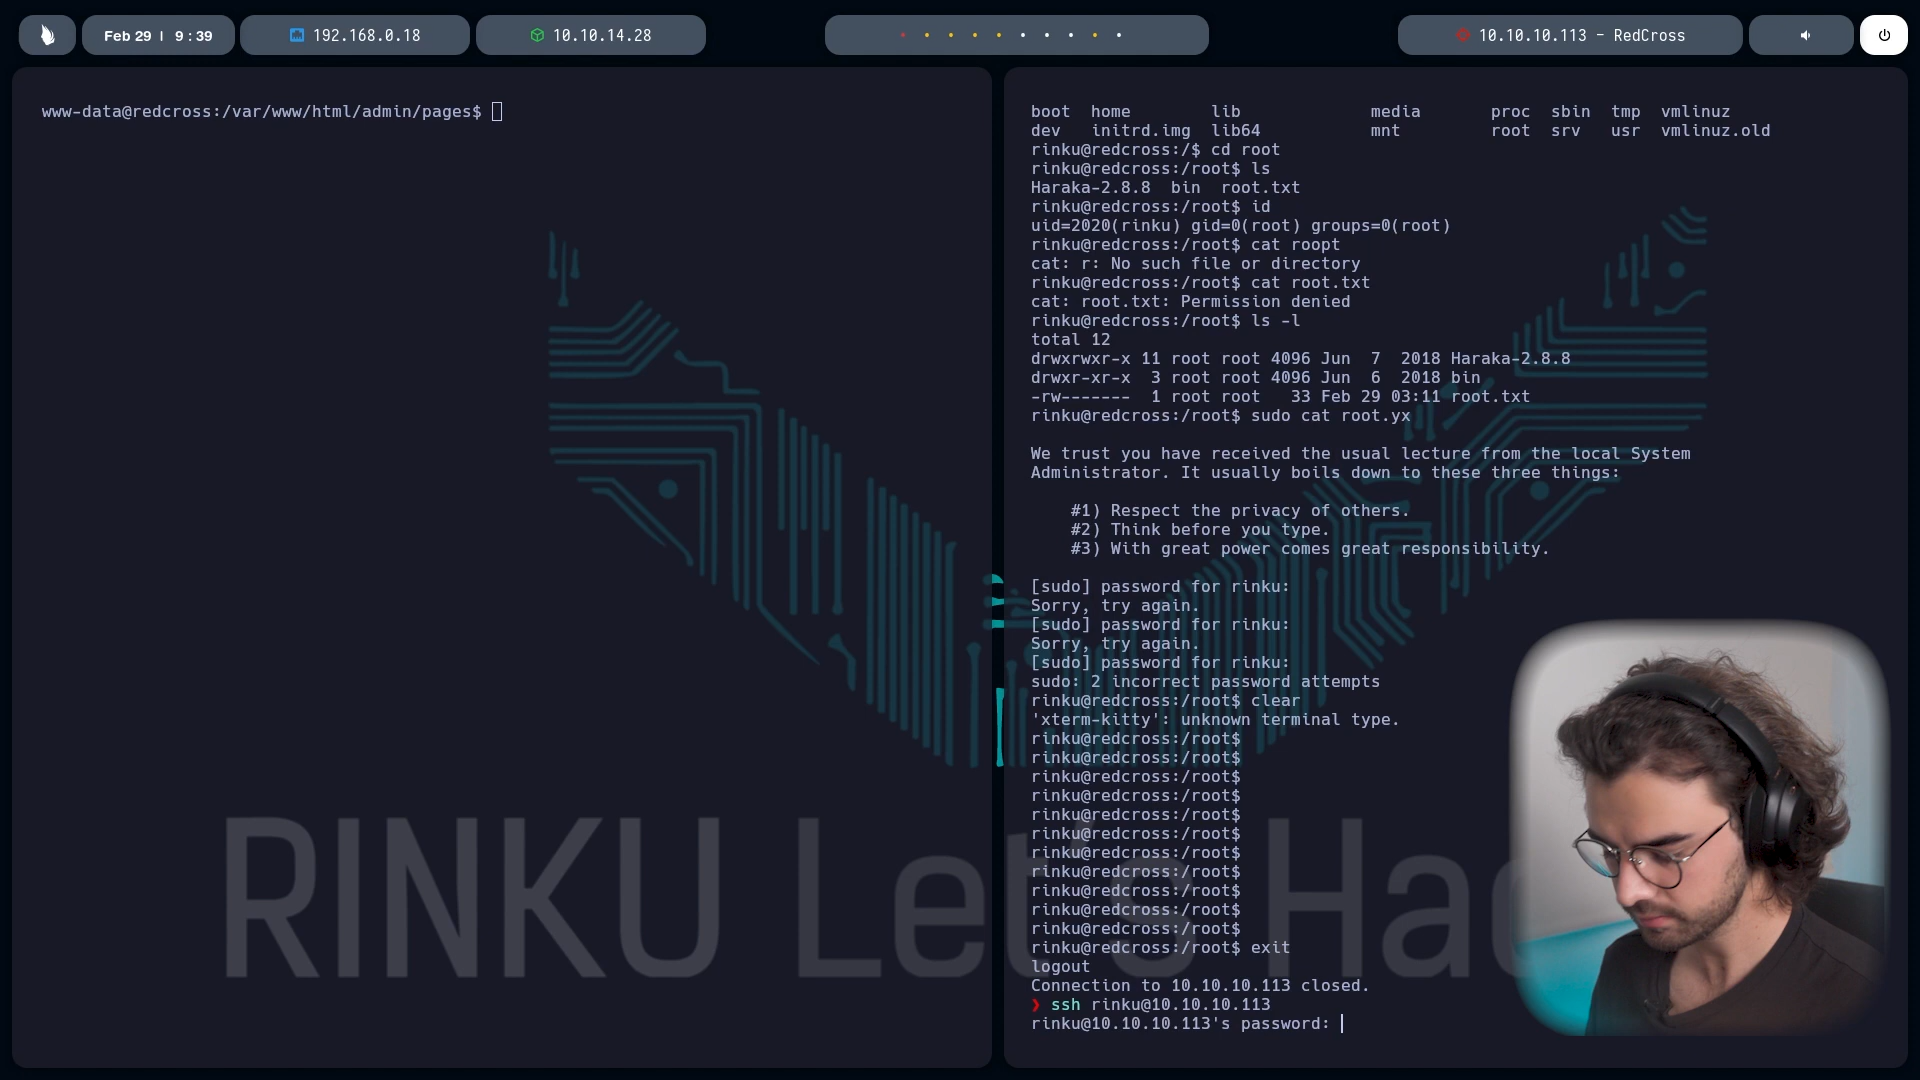 Feb 29 | 9 : 39
192.168.0.18
10.10.14.28
10.10.10.113 - RedCross
www-data@redcross:/var/www/html/admin/pages$
boot home lib media proc sbin tmp vmlinuz
dev initrd.img lib64 mnt root srv usr vmlinuz.old
rinku@redcross:/$ cd root
rinku@redcross:/root$ ls
Haraka-2.8.8 bin root.txt
rinku@redcross:/root$ id
uid=2020(rinku) gid=0(root) groups=0(root)
rinku@redcross:/root$ cat roopt
cat: r: No such file or directory
rinku@redcross:/root$ cat root.txt
cat: root.txt: Permission denied
rinku@redcross:/root$ ls -l
total 12
drwxrwxr-x 11 root root 4096 Jun 7 2018 Haraka-2.8.8
drwxr-xr-x 3 root root 4096 Jun 6 2018 bin
-rw------- 1 root root 33 Feb 29 03:11 root.txt
rinku@redcross:/root$ sudo cat root.yx
We trust you have received the usual lecture from the local System
Administrator. It usually boils down to these three things:
#1) Respect the privacy of others.
#2) Think before you type.
#3) With great power comes great responsibility.
[sudo] password for rinku:
Sorry, try again.
[sudo] password for rinku:
Sorry, try again.
[sudo] password for rinku:
sudo: 2 incorrect password attempts
rinku@redcross:/root$ clear
'xterm-kitty': unknown terminal type.
rinku@redcross:/root$
rinku@redcross:/root$
rinku@redcross:/root$
rinku@redcross:/root$
rinku@redcross:/root$
rinku@redcross:/root$
rinku@redcross:/root$
rinku@redcross:/root$
rinku@redcross:/root$
rinku@redcross:/root$
rinku@redcross:/root$
rinku@redcross:/root$ exit
logout
Connection to 10.10.10.113 closed.
❯ ssh rinku@10.10.10.113
rinku@10.10.10.113's password:
RINKU Let's